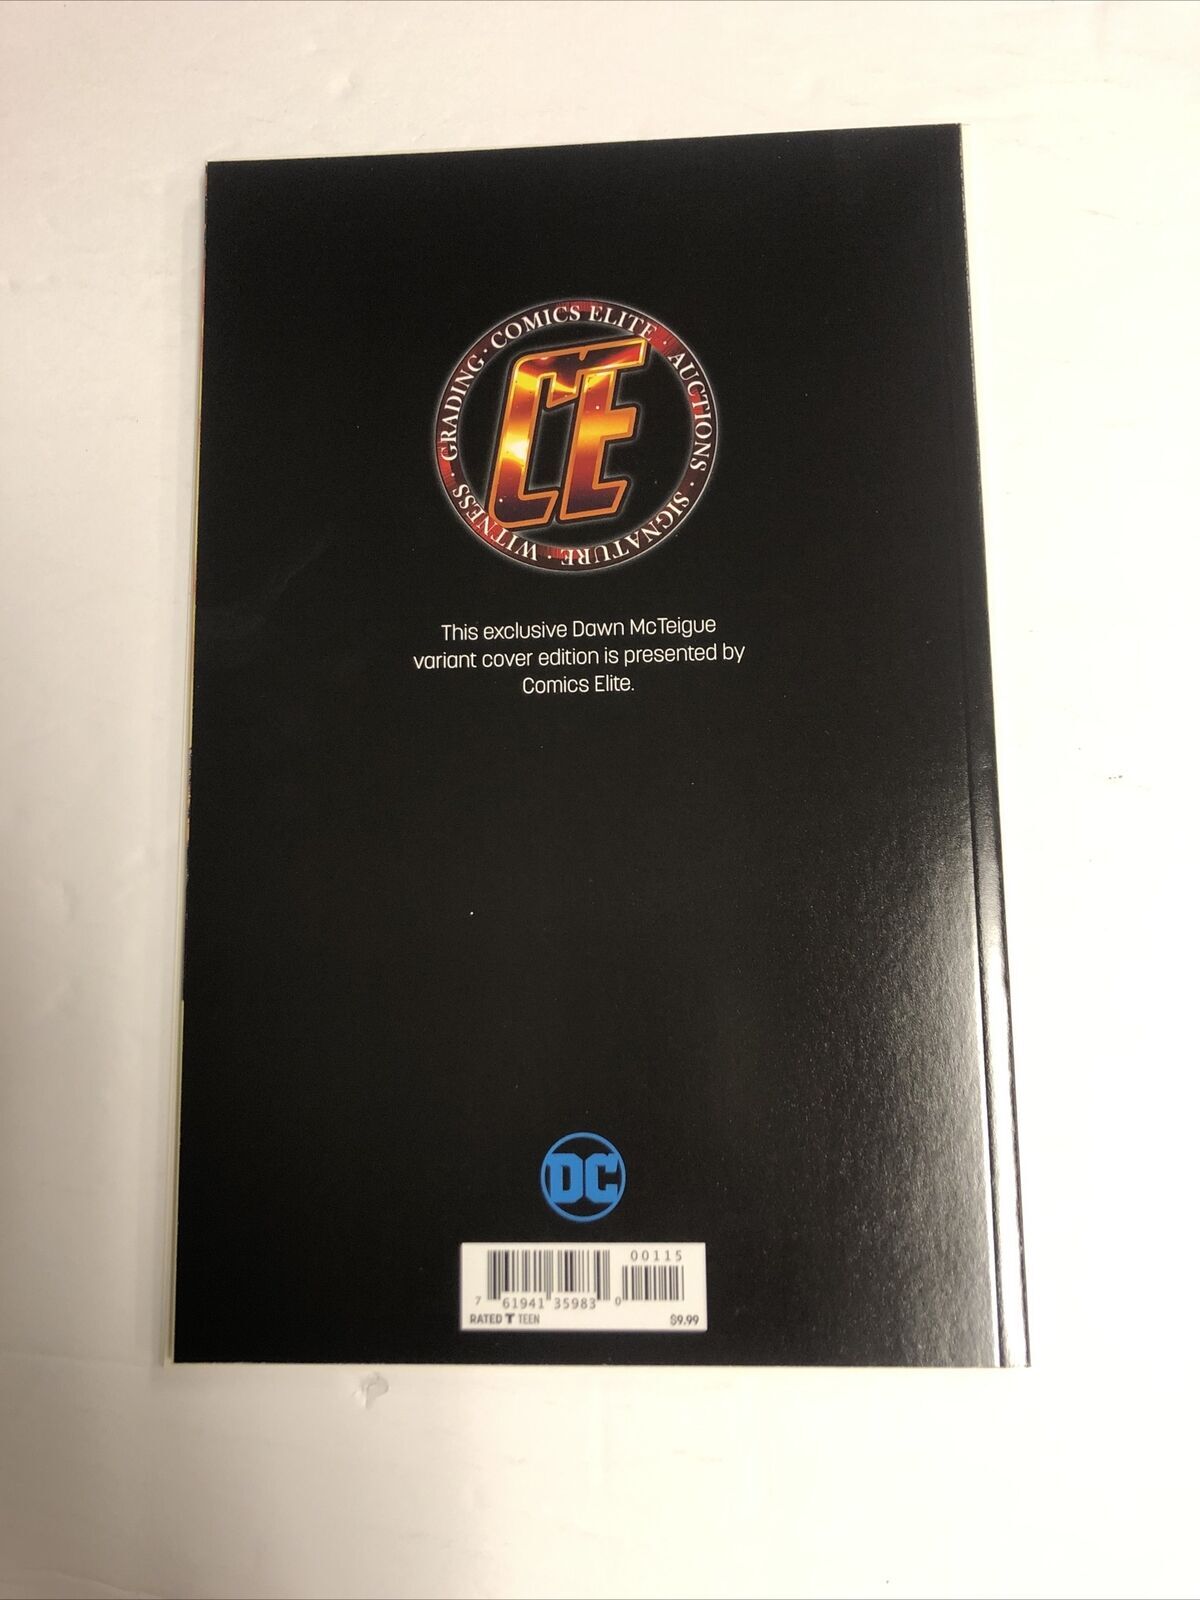 COMICS ELITE · AUCTIONS · SIGNATURE · WITNESS · GRADING ·
CE
This exclusive Dawn McTeigue
variant cover edition is presented by
Comics Elite.
DC
00115
7 61941 35983 0
RATED T TEEN $9.99